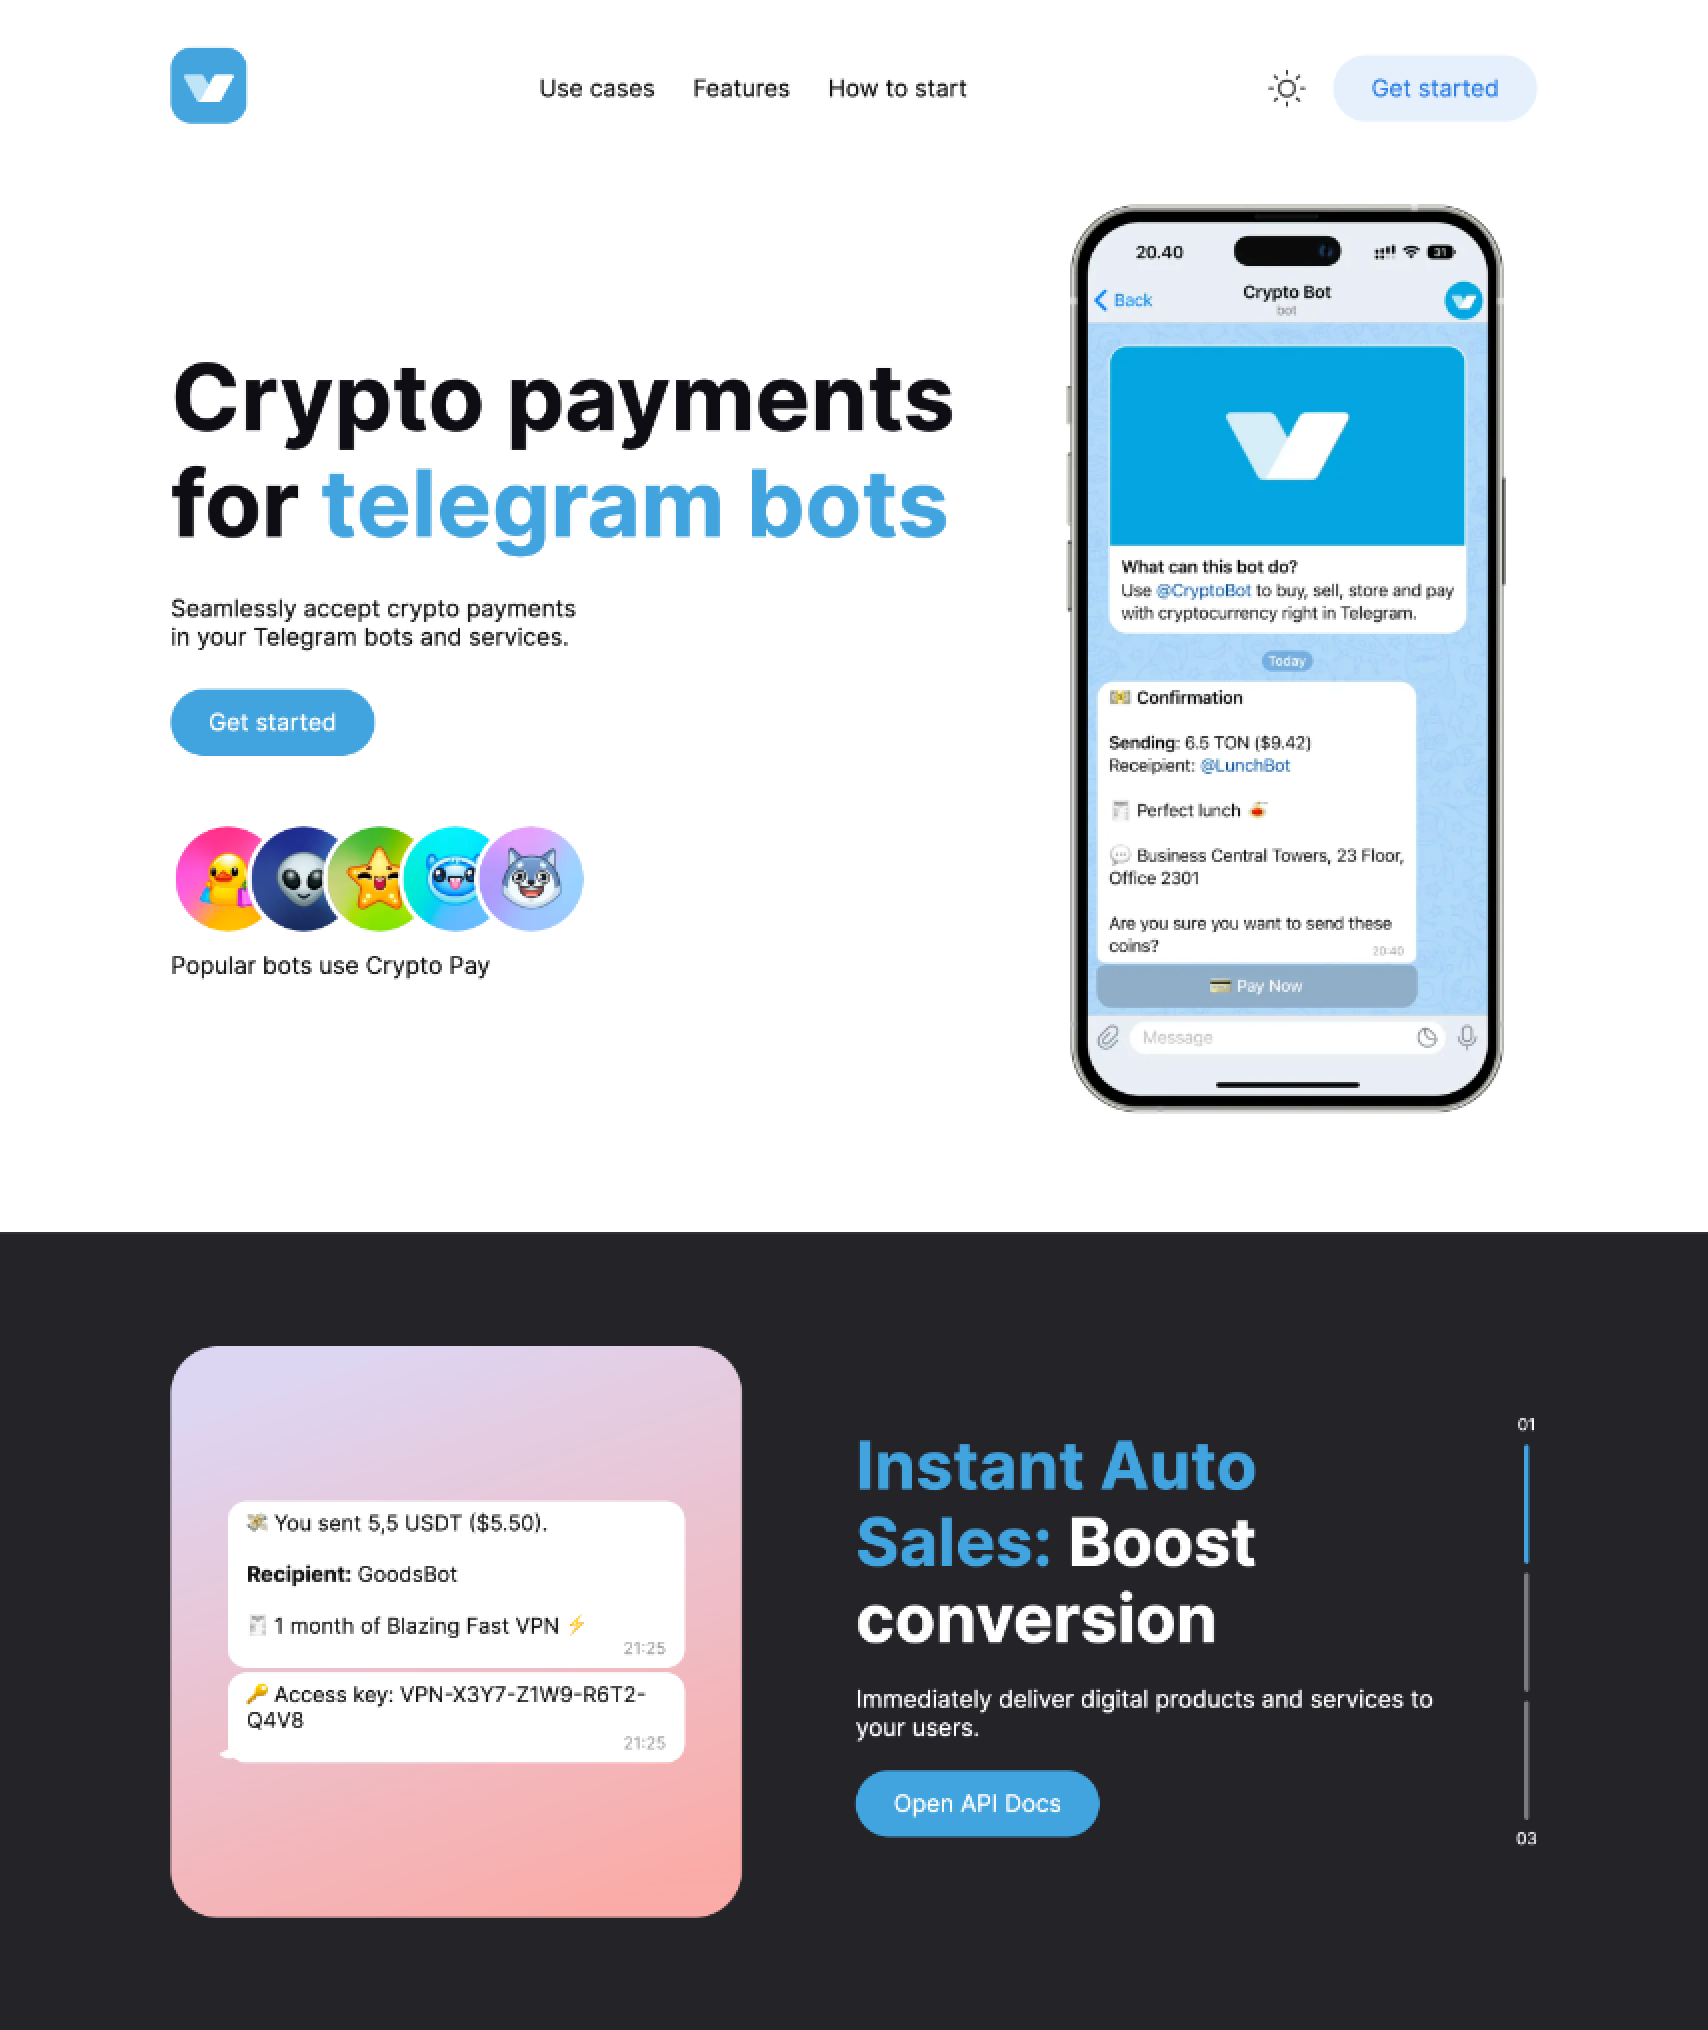 Use cases
Features
How to start
Get started
Crypto payments
for telegram bots
Seamlessly accept crypto payments
in your Telegram bots and services.
Get started
Popular bots use Crypto Pay
20.40
31
Back
Crypto Bot
bot
What can this bot do?
Use @CryptoBot to buy, sell, store and pay
with cryptocurrency right in Telegram.
Today
Confirmation
Sending: 6.5 TON ($9.42)
Receipient: @LunchBot
Perfect lunch
Business Central Towers, 23 Floor,
Office 2301
Are you sure you want to send these
coins?
20:40
Pay Now
Message
You sent 5,5 USDT ($5.50).
Recipient: GoodsBot
1 month of Blazing Fast VPN
21:25
Access key: VPN-X3Y7-Z1W9-R6T2-
Q4V8
21:25
Instant Auto
Sales: Boost
conversion
Immediately deliver digital products and services to
your users.
Open API Docs
01
03